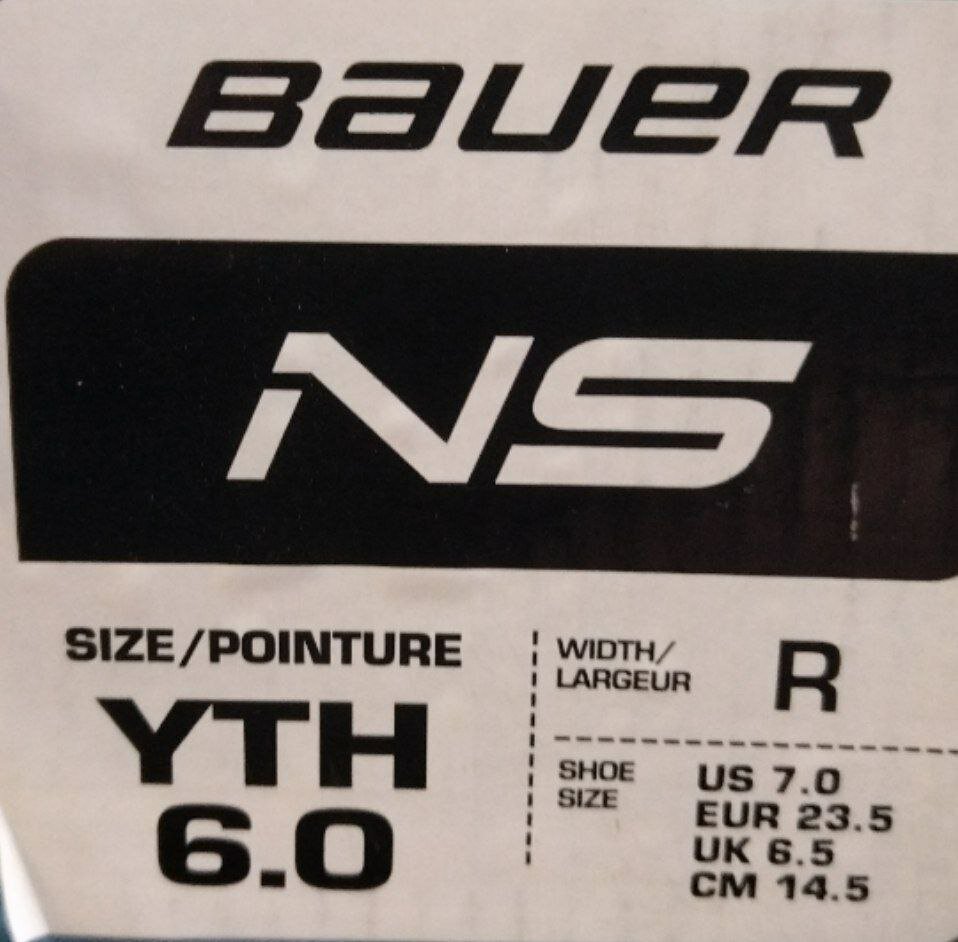 BAUER
NS
SIZE/POINTURE
YTH
6.0
WIDTH/
LARGEUR
R
SHOE
SIZE
US 7.0
EUR 23.5
UK 6.5
CM 14.5